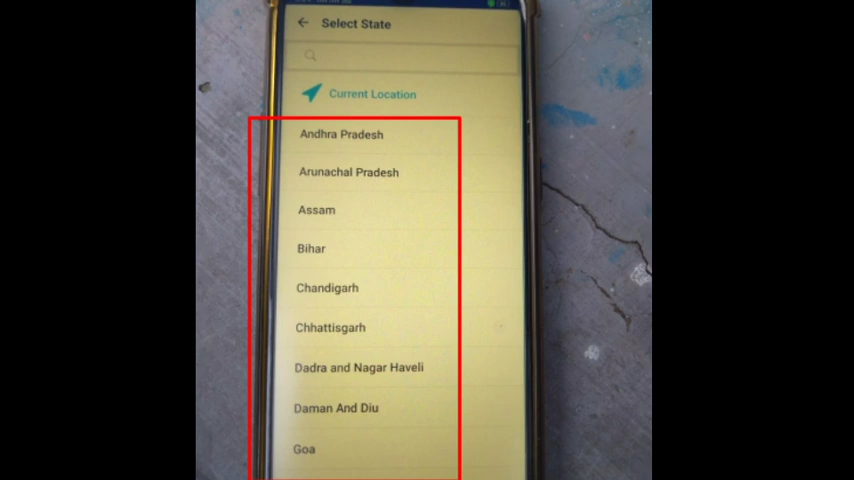 Select State
Current Location
Andhra Pradesh
Arunachal Pradesh
Assam
Bihar
Chandigarh
Chhattisgarh
Dadra and Nagar Haveli
Daman And Diu
Goa